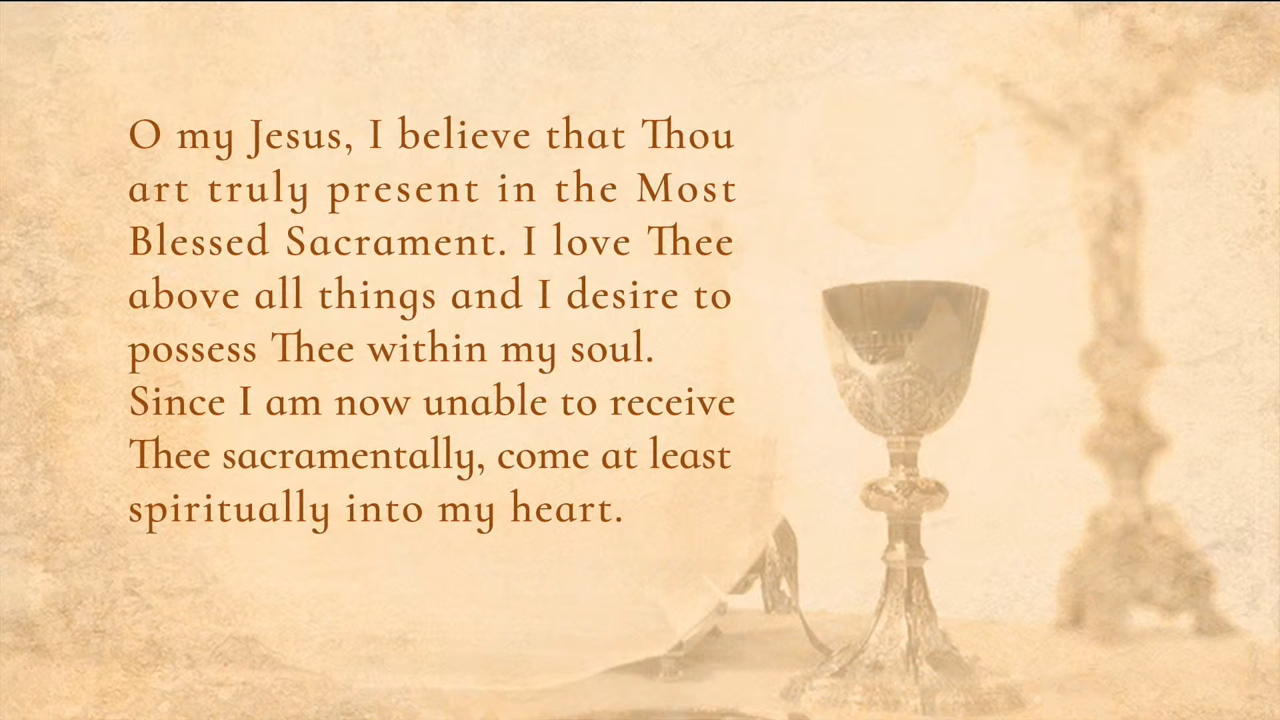 O my Jesus, I believe that Thou
art truly present in the Most
Blessed Sacrament. I love Thee
above all things and I desire to
possess Thee within my soul.
Since I am now unable to receive
Thee sacramentally, come at least
spiritually into my heart.